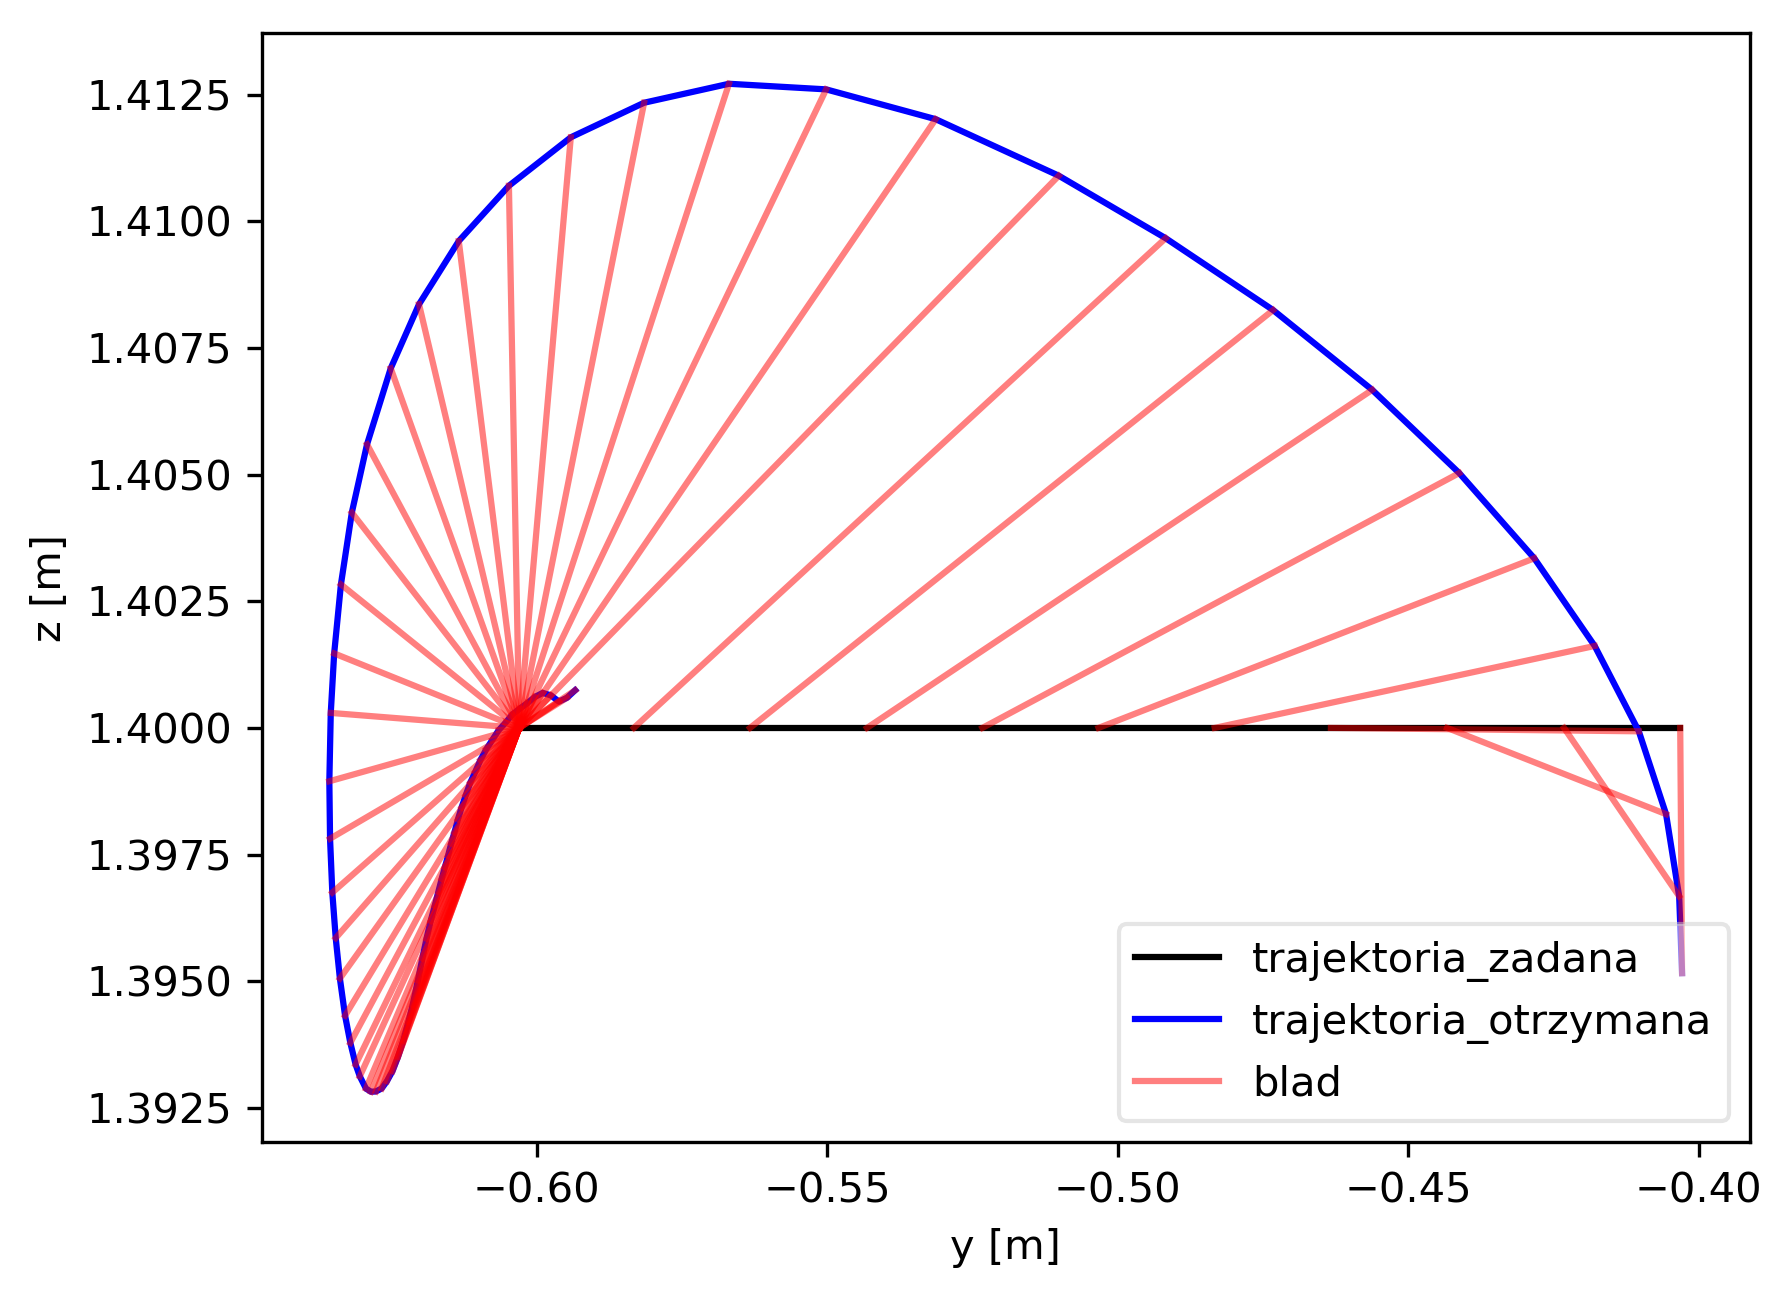 1.4125
1.4100
1.4075
1.4050
1.4025
1.4000
1.3975
1.3950
1.3925
z [m]
trajektoria_zadana
trajektoria_otrzymana
blad
−0.60 −0.55 −0.50 −0.45 −0.40
y [m]